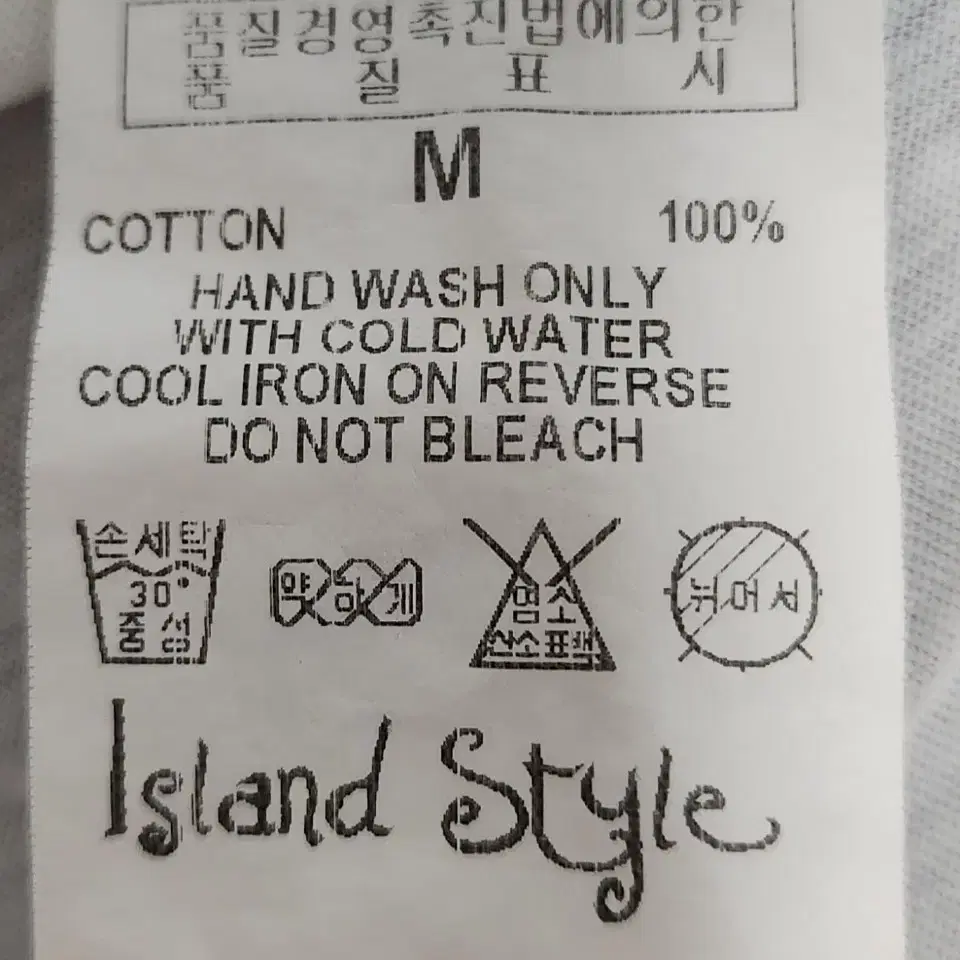 품질경영촉진법에의한
품 질 표 시
M
COTTON 100%
HAND WASH ONLY
WITH COLD WATER
COOL IRON ON REVERSE
DO NOT BLEACH
손세탁
30°
중성
약하게
염소
산소표백
뉘어서
Island Style